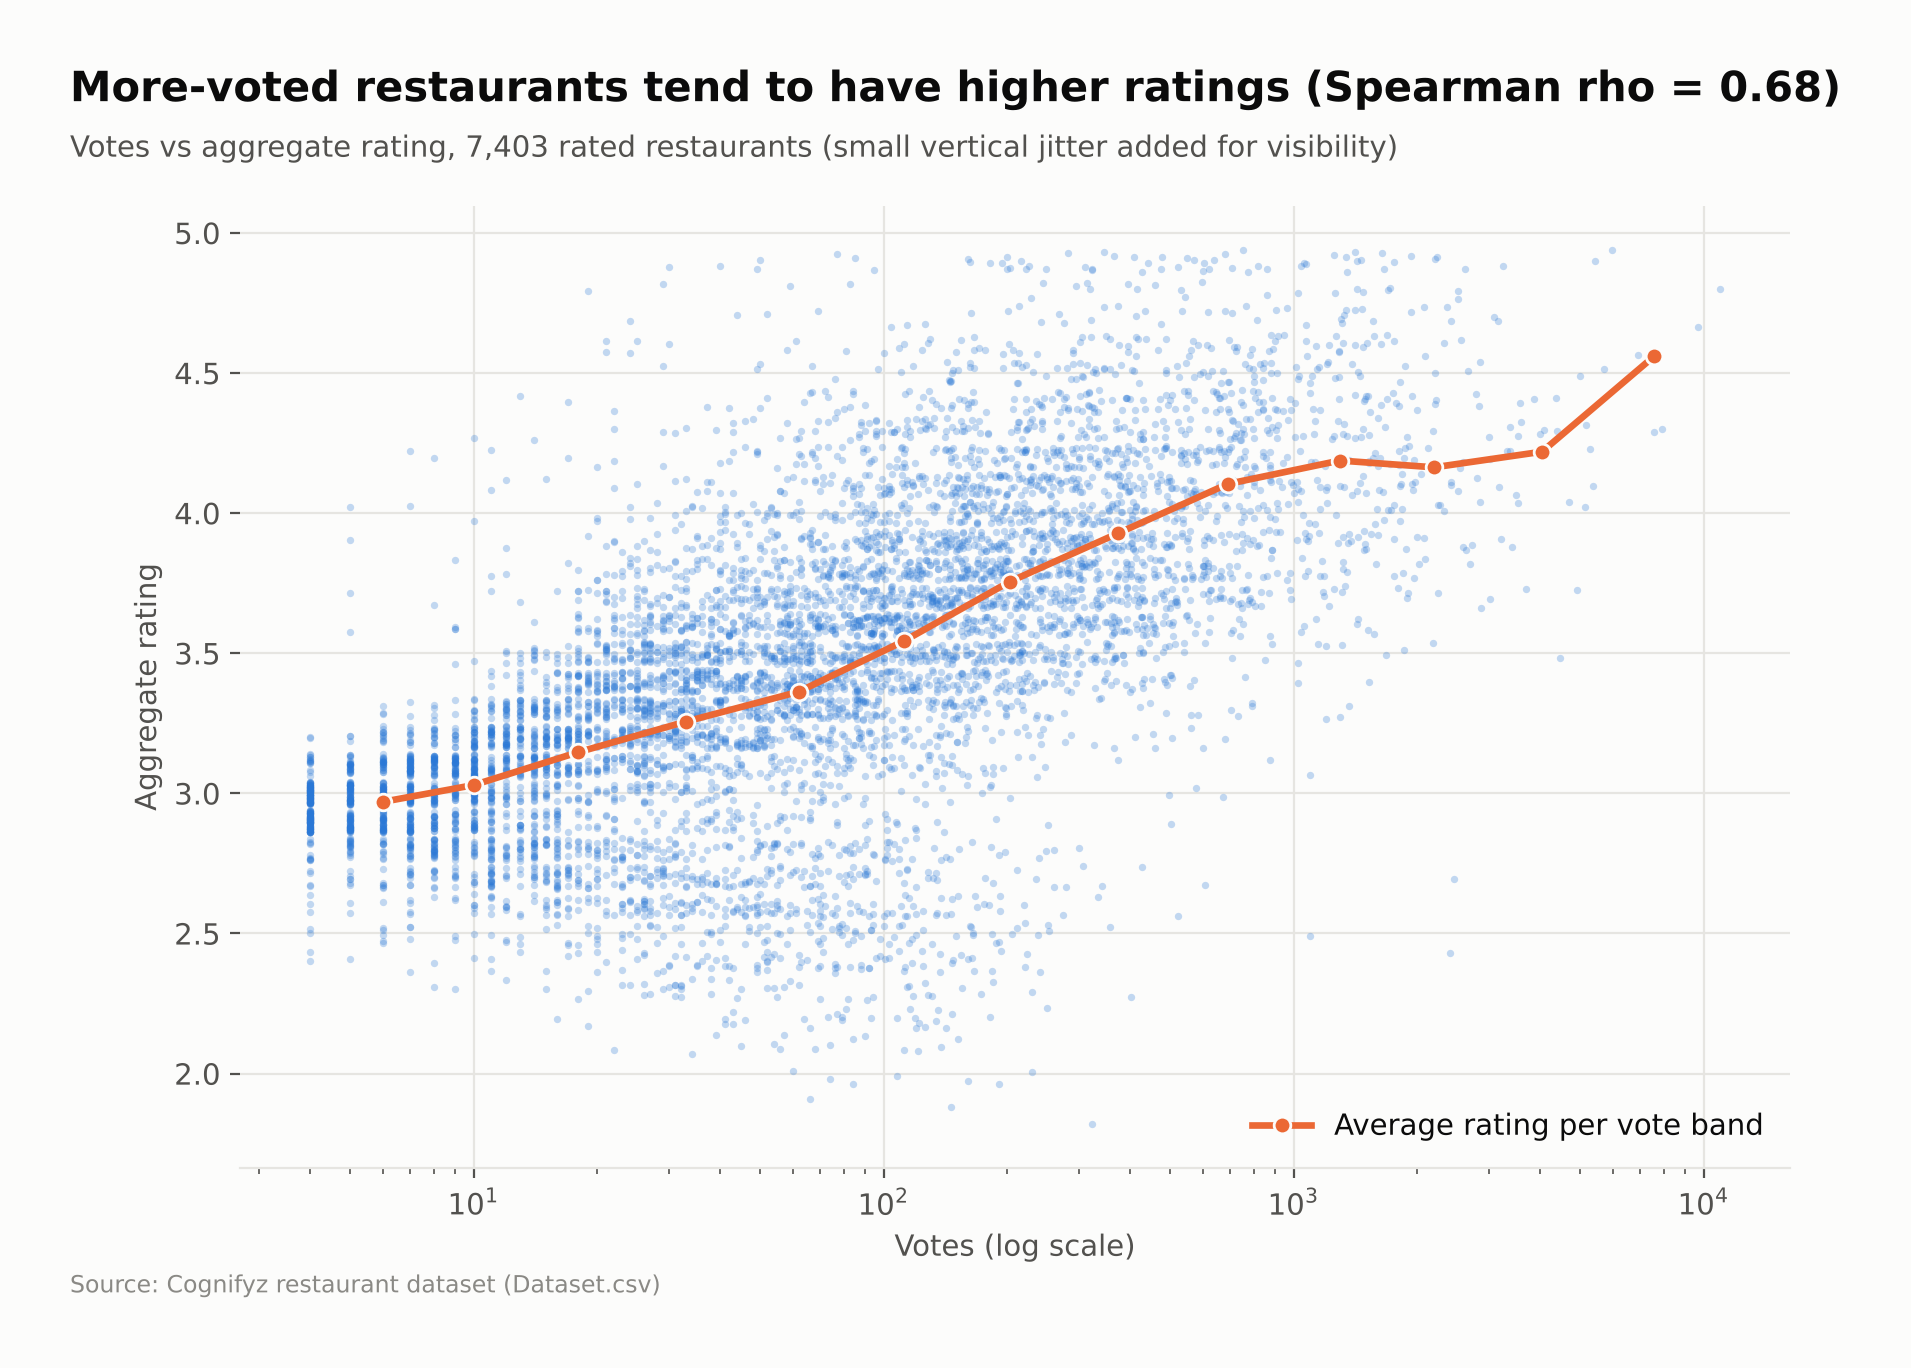 More-voted restaurants tend to have higher ratings (Spearman rho = 0.68)
Votes vs aggregate rating, 7,403 rated restaurants (small vertical jitter added for visibility)
5.0
4.5
4.0
3.5
3.0
2.5
2.0
Aggregate rating
Average rating per vote band
10¹ 10² 10³ 10⁴
Votes (log scale)
Source: Cognifyz restaurant dataset (Dataset.csv)